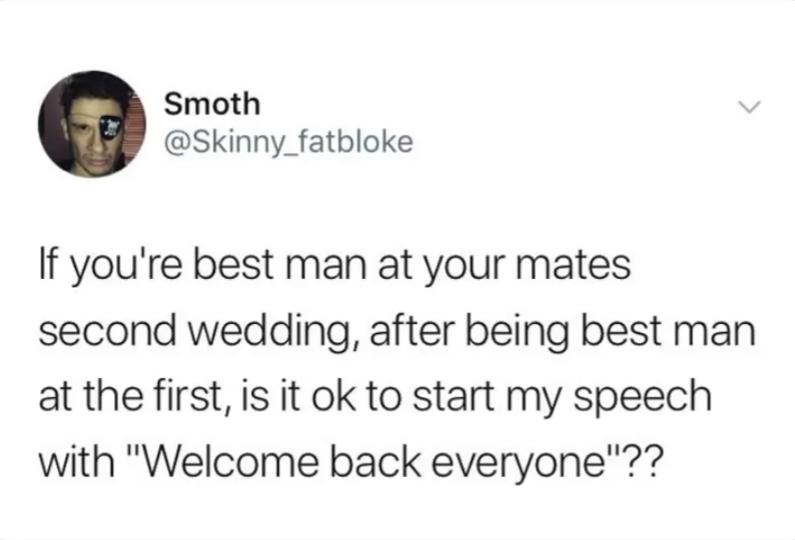 Smoth
@Skinny_fatbloke
If you're best man at your mates
second wedding, after being best man
at the first, is it ok to start my speech
with "Welcome back everyone"??